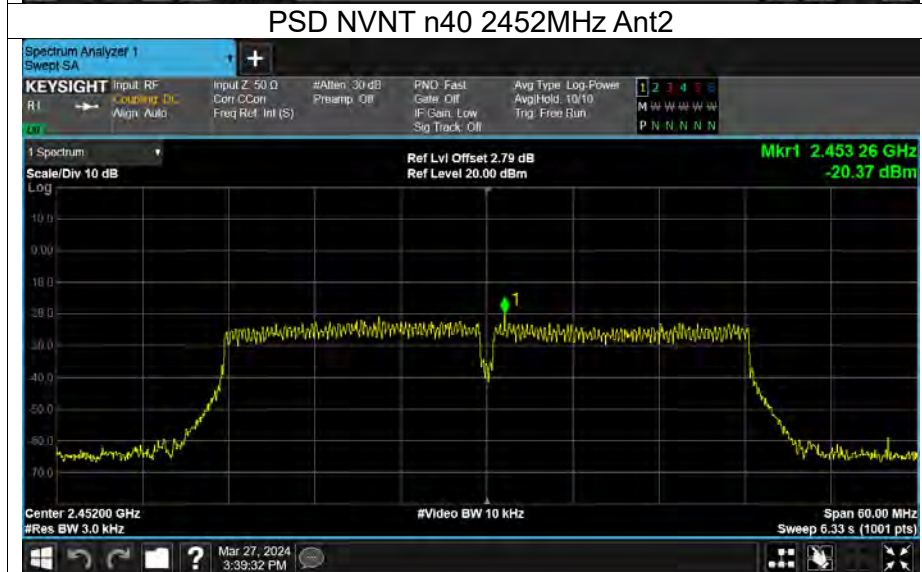 PSD NVNT n40 2452MHz Ant2
Spectrum Analyzer 1
Swept SA
+
KEYSIGHT
Input: RF
Coupling: DC
Align: Auto
Input Z: 50 Ω
Corr CCorr
Freq Ref: Int (S)
#Atten: 30 dB
Preamp: Off
PNO: Fast
Gate: Off
IF Gain: Low
Sig Track: Off
Avg Type: Log-Power
Avg|Hold: 10/10
Trig: Free Run
1 2 3 4 5 6
M W W W W W
P N N N N N
1 Spectrum
Scale/Div 10 dB
Log
Ref Lvl Offset 2.79 dB
Ref Level 20.00 dBm
Mkr1 2.453 26 GHz
-20.37 dBm
10.0
0.00
-10.0
-20.0
-30.0
-40.0
-50.0
-60.0
-70.0
1
Center 2.45200 GHz
#Res BW 3.0 kHz
#Video BW 10 kHz
Span 60.00 MHz
Sweep 6.33 s (1001 pts)
?
Mar 27, 2024
3:39:32 PM